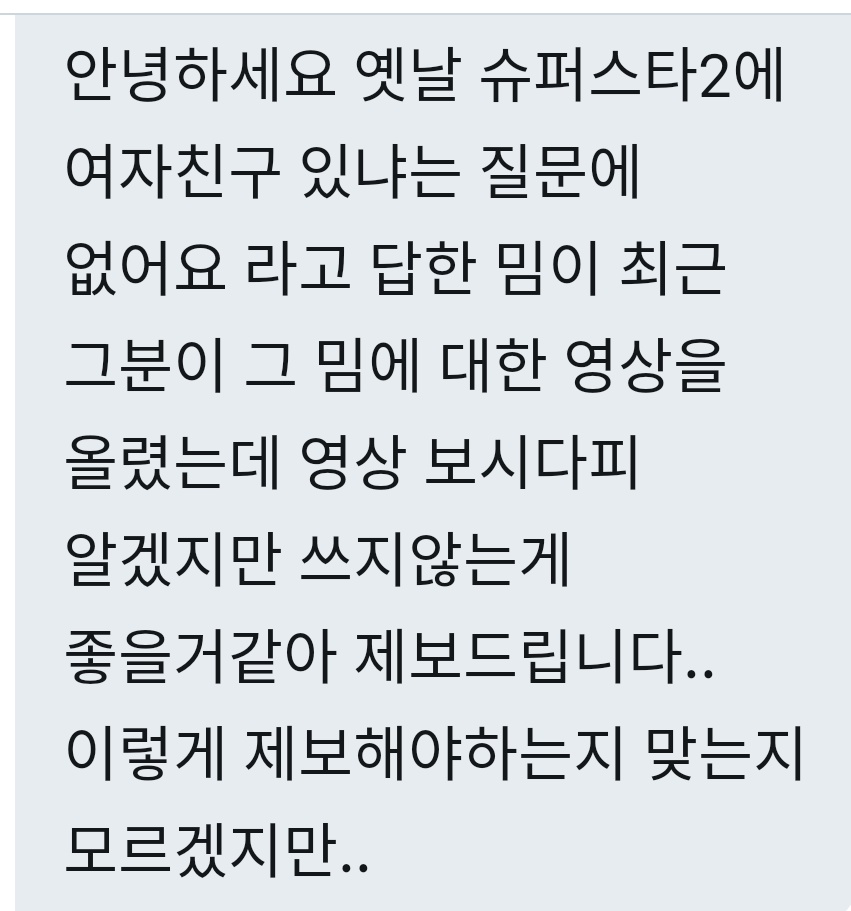 안녕하세요 옛날 슈퍼스타2에
여자친구 있냐는 질문에
없어요 라고 답한 밈이 최근
그분이 그 밈에 대한 영상을
올렸는데 영상 보시다피
알겠지만 쓰지않는게
좋을거같아 제보드립니다..
이렇게 제보해야하는지 맞는지
모르겠지만..